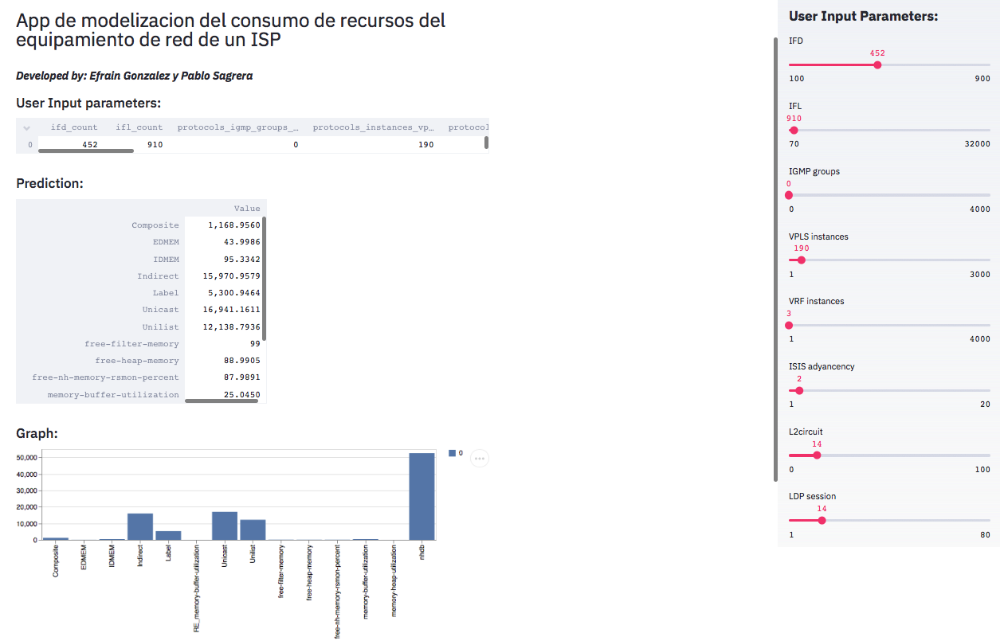 App de modelizacion del consumo de recursos del
equipamiento de red de un ISP
Developed by: Efrain Gonzalez y Pablo Sagrera
User Input parameters:
ifd_count ifl_count protocols_igmp_groups_… protocols_instances_vp… protocol
0 452 910 0 190
Prediction:
Value
Composite 1,168.9560
EDMEM 43.9986
IDMEM 95.3342
Indirect 15,970.9579
Label 5,300.9464
Unicast 16,941.1611
Unilist 12,138.7936
free-filter-memory 99
free-heap-memory 88.9905
free-nh-memory-rsmon-percent 87.9891
memory-buffer-utilization 25.0450
Graph:
50,000
40,000
30,000
20,000
10,000
0
Composite
EDMEM
IDMEM
Indirect
Label
RE_memory-buffer-utilization
Unicast
Unilist
free-filter-memory
free-heap-memory
free-nh-memory-rsmon-percent
memory-buffer-utilization
memory-heap-utilization
nhdb
0
User Input Parameters:
IFD
452
100 900
IFL
910
70 32000
IGMP groups
0
0 4000
VPLS instances
190
1 3000
VRF instances
3
1 4000
ISIS adyancency
2
1 20
L2circuit
14
0 100
LDP session
14
1 80